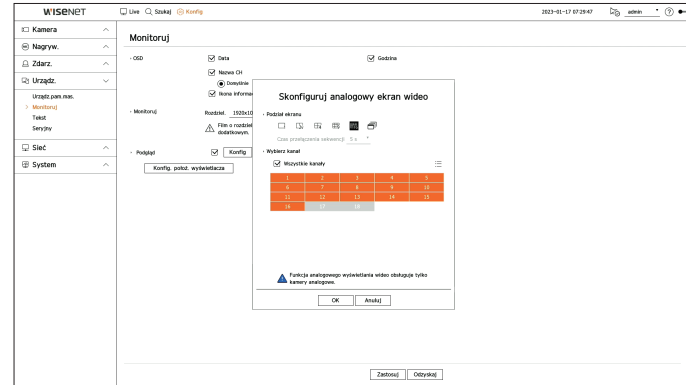 WISENET Live Szukaj Konfig 2023-01-17 07:29:47 admin
Kamera
Nagryw.
Zdarz.
Urządz.
Urządz.pam.mas.
Monitoruj
Tekst
Seryjny
Sieć
System
Monitoruj
OSD Data Godzina
Nazwa CH
Domyślnie
Ikona informa
Monitoruj Rozdziel. 1920x10
Film o rozdziel
dodatkowym.
Podgląd Konfig
Konfig. położ. wyświetlacza
Skonfiguruj analogowy ekran wideo
Podział ekranu
Czas przełączenia sekwencji 5 s
Wybierz kanał
Wszystkie kanały
1 2 3 4 5
6 7 8 9 10
11 12 13 14 15
16 17 18
Funkcja analogowego wyświetlania wideo obsługuje tylko
kamery analogowe.
OK Anuluj
Zastosuj Odzyskaj